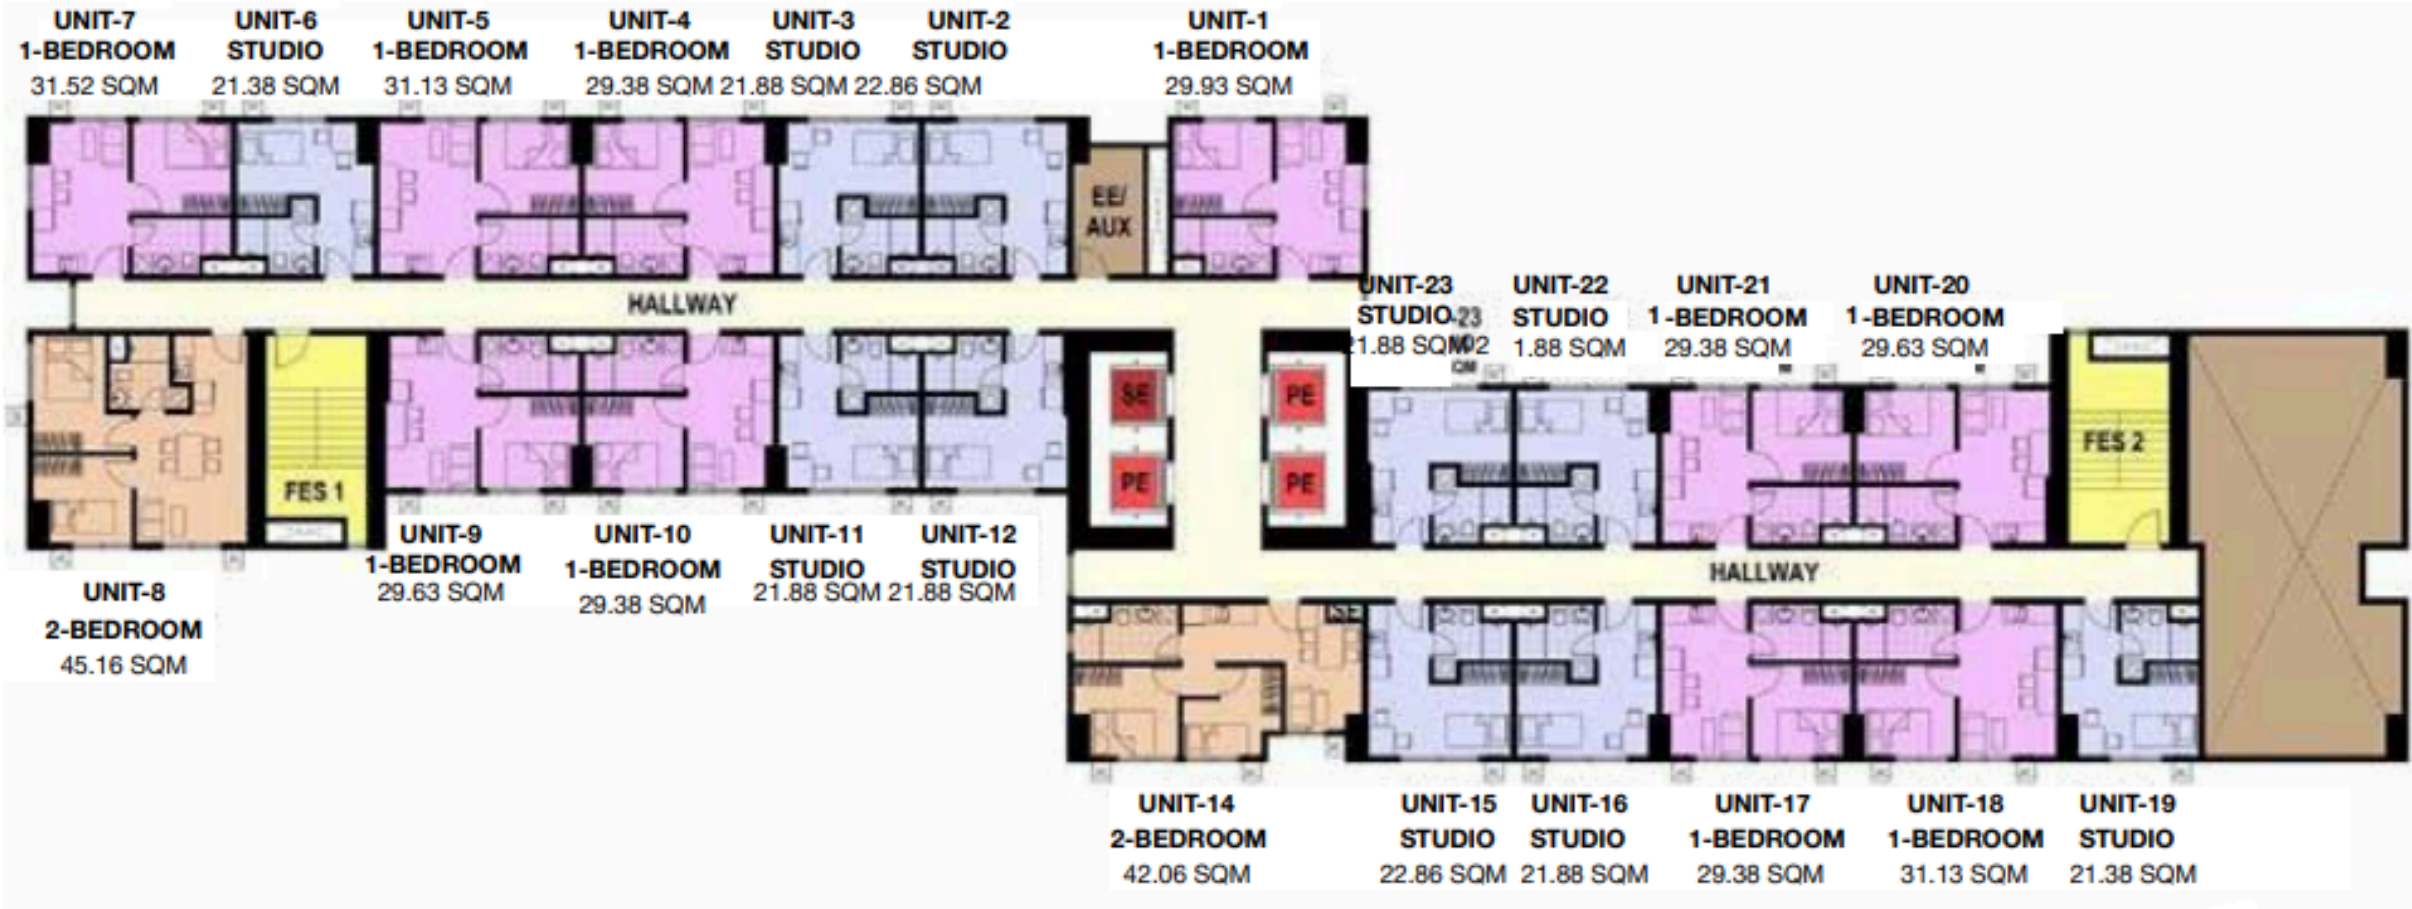 UNIT-7
1-BEDROOM
31.52 SQM
UNIT-6
STUDIO
21.38 SQM
UNIT-5
1-BEDROOM
31.13 SQM
UNIT-4
1-BEDROOM
29.38 SQM
UNIT-3
STUDIO
21.88 SQM
UNIT-2
STUDIO
22.86 SQM
UNIT-1
1-BEDROOM
29.93 SQM
EE/
AUX
HALLWAY
UNIT-23
STUDIO
21.88 SQM
-23
UNIT-22
STUDIO
1.88 SQM
UNIT-21
1-BEDROOM
29.38 SQM
UNIT-20
1-BEDROOM
29.63 SQM
QM
M
SE
PE
PE
PE
FES 1
FES 2
UNIT-8
2-BEDROOM
45.16 SQM
UNIT-9
1-BEDROOM
29.63 SQM
UNIT-10
1-BEDROOM
29.38 SQM
UNIT-11
STUDIO
21.88 SQM
UNIT-12
STUDIO
21.88 SQM
HALLWAY
SE
UNIT-14
2-BEDROOM
42.06 SQM
UNIT-15
STUDIO
22.86 SQM
UNIT-16
STUDIO
21.88 SQM
UNIT-17
1-BEDROOM
29.38 SQM
UNIT-18
1-BEDROOM
31.13 SQM
UNIT-19
STUDIO
21.38 SQM